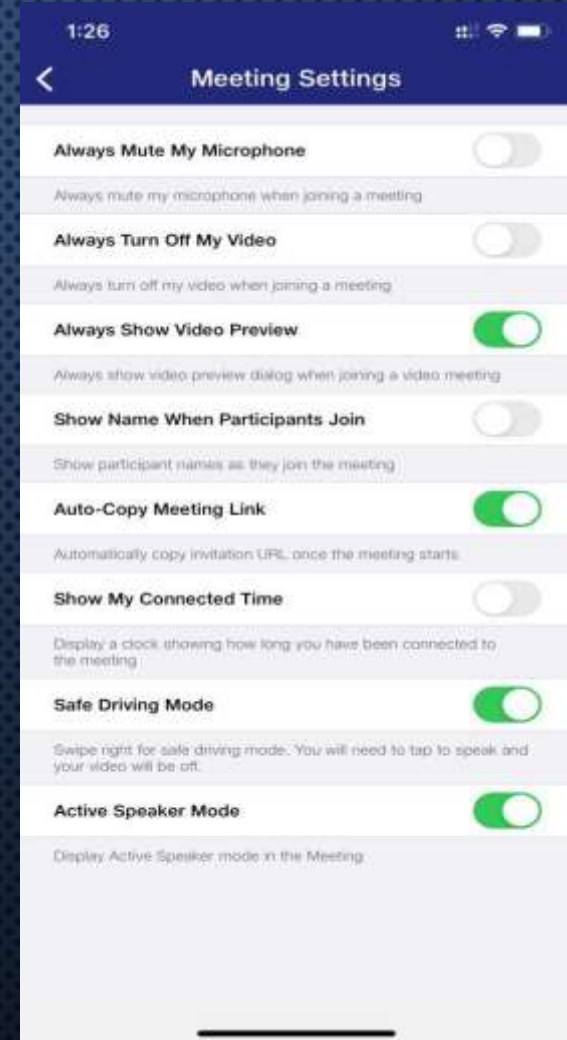 1:26
Meeting Settings
Always Mute My Microphone
Always mute my microphone when joining a meeting
Always Turn Off My Video
Always turn off my video when joining a meeting
Always Show Video Preview
Always show video preview dialog when joining a video meeting
Show Name When Participants Join
Show participant names as they join the meeting
Auto-Copy Meeting Link
Automatically copy invitation URL once the meeting starts
Show My Connected Time
Display a clock showing how long you have been connected to
the meeting
Safe Driving Mode
Swipe right for safe driving mode. You will need to tap to speak and
your video will be off.
Active Speaker Mode
Display Active Speaker mode in the Meeting